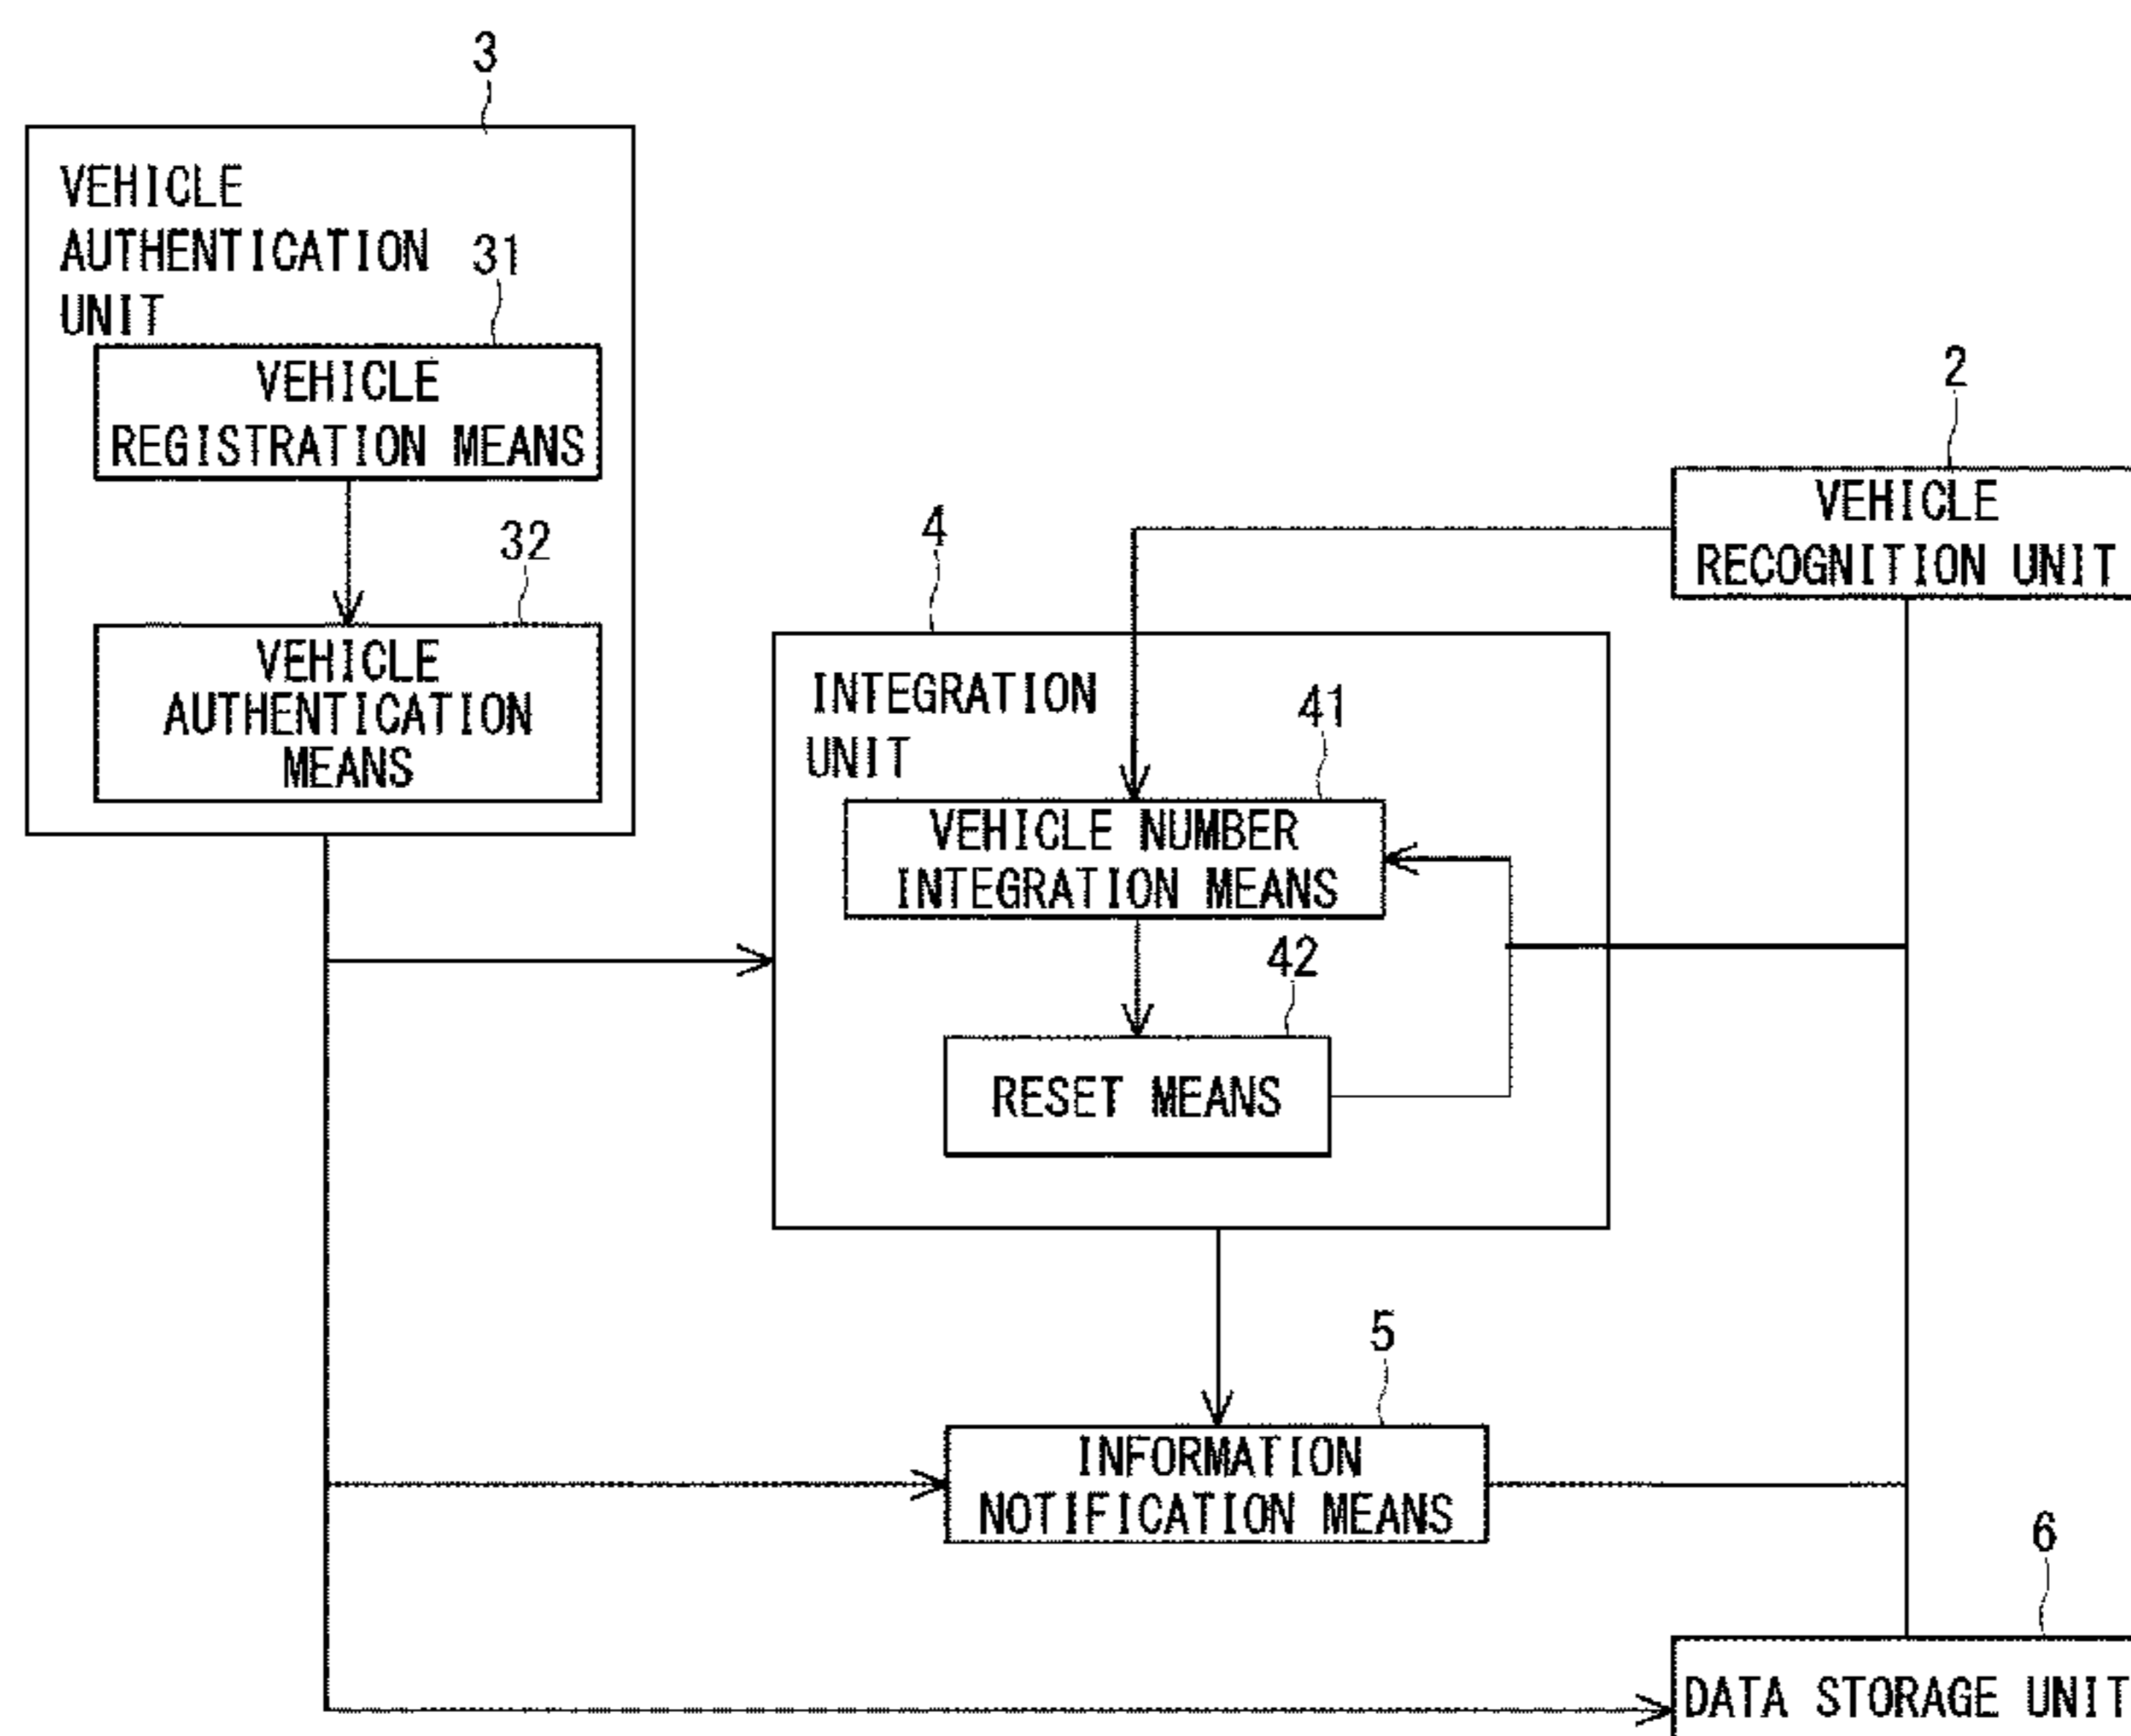 3
VEHICLE
AUTHENTICATION
UNIT
31
VEHICLE
REGISTRATION MEANS
32
VEHICLE
AUTHENTICATION
MEANS
2
VEHICLE
RECOGNITION UNIT
4
INTEGRATION
UNIT
41
VEHICLE NUMBER
INTEGRATION MEANS
42
RESET MEANS
5
INFORMATION
NOTIFICATION MEANS
6
DATA STORAGE UNIT